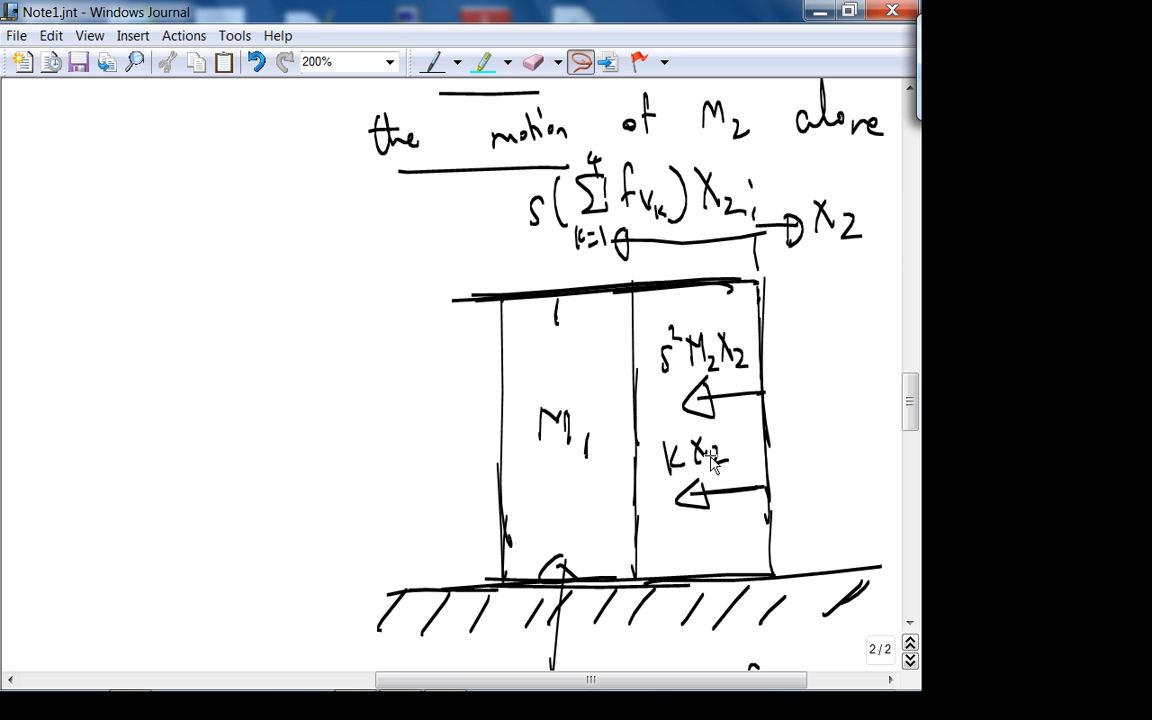 Note1.jnt - Windows Journal
File Edit View Insert Actions Tools Help
200%
the motion of M2 alone
s(∑ k=1 4 fvk)X2
X2
s²M2X2
M1
KX2
2 / 2